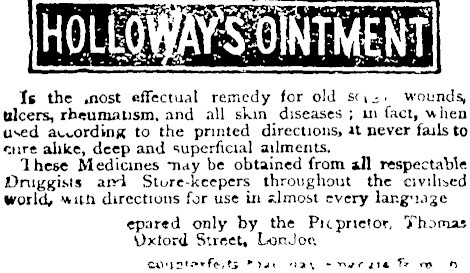 HOLLOWAY'S OINTMENT
Is the most effectual remedy for old wounds,
ulcers, rheumatism, and all skin diseases ; in fact, when
used according to the printed directions, it never fails to
cure alike, deep and superficial ailments.
These Medicines may be obtained from all respectable
Druggists and Store-keepers throughout the civilised
world, with directions for use in almost every language
epared only by the Proprietor, Thomas
Oxford Street, London
counterfeits that may